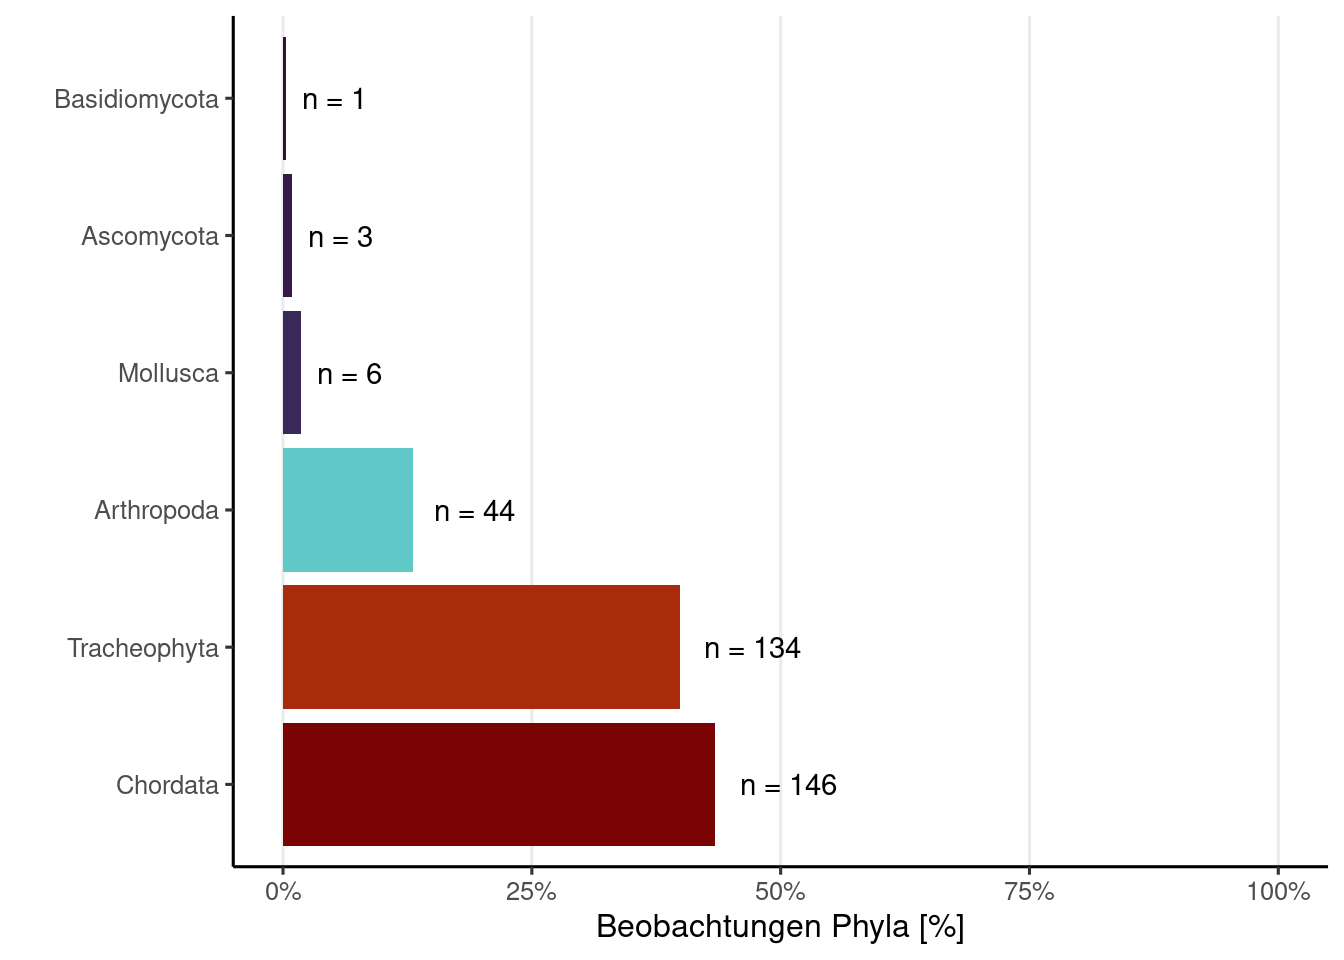 Basidiomycota n = 1
Ascomycota n = 3
Mollusca n = 6
Arthropoda n = 44
Tracheophyta n = 134
Chordata n = 146
0% 25% 50% 75% 100%
Beobachtungen Phyla [%]